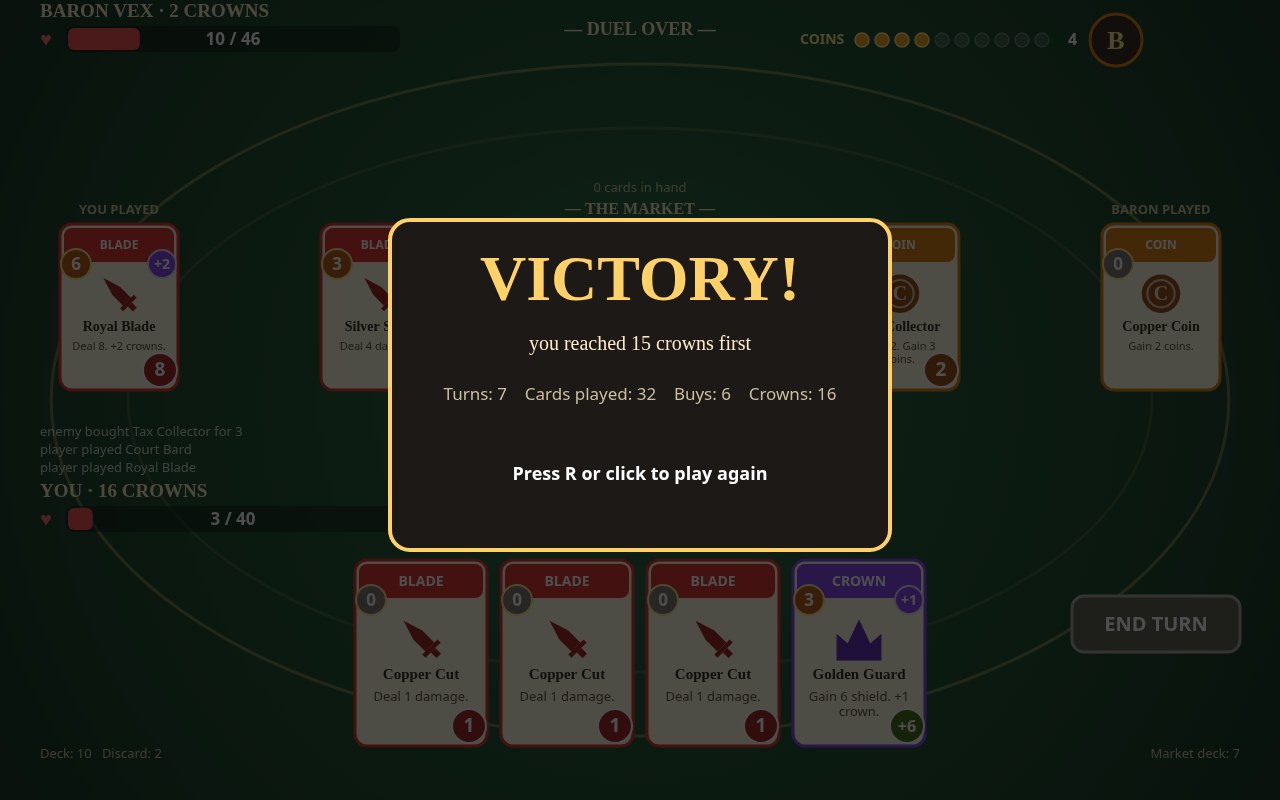 BARON VEX · 2 CROWNS
♥ 10 / 46
— DUEL OVER —
COINS 4 B
0 cards in hand
— THE MARKET —
YOU PLAYED
BARON PLAYED
BLADE
6 +2
Royal Blade
Deal 8. +2 crowns.
8
3
Silver
Deal 4
VICTORY!
you reached 15 crowns first
Turns: 7 Cards played: 32 Buys: 6 Crowns: 16
Press R or click to play again
C
2. Gain 3
2
COIN
0
C
Copper Coin
Gain 2 coins.
enemy bought Tax Collector for 3
player played Court Bard
player played Royal Blade
YOU · 16 CROWNS
♥ 3 / 40
BLADE
0
Copper Cut
Deal 1 damage.
1
BLADE
0
Copper Cut
Deal 1 damage.
1
BLADE
0
Copper Cut
Deal 1 damage.
1
CROWN
3 +1
Golden Guard
Gain 6 shield. +1
crown.
+6
END TURN
Deck: 10 Discard: 2
Market deck: 7